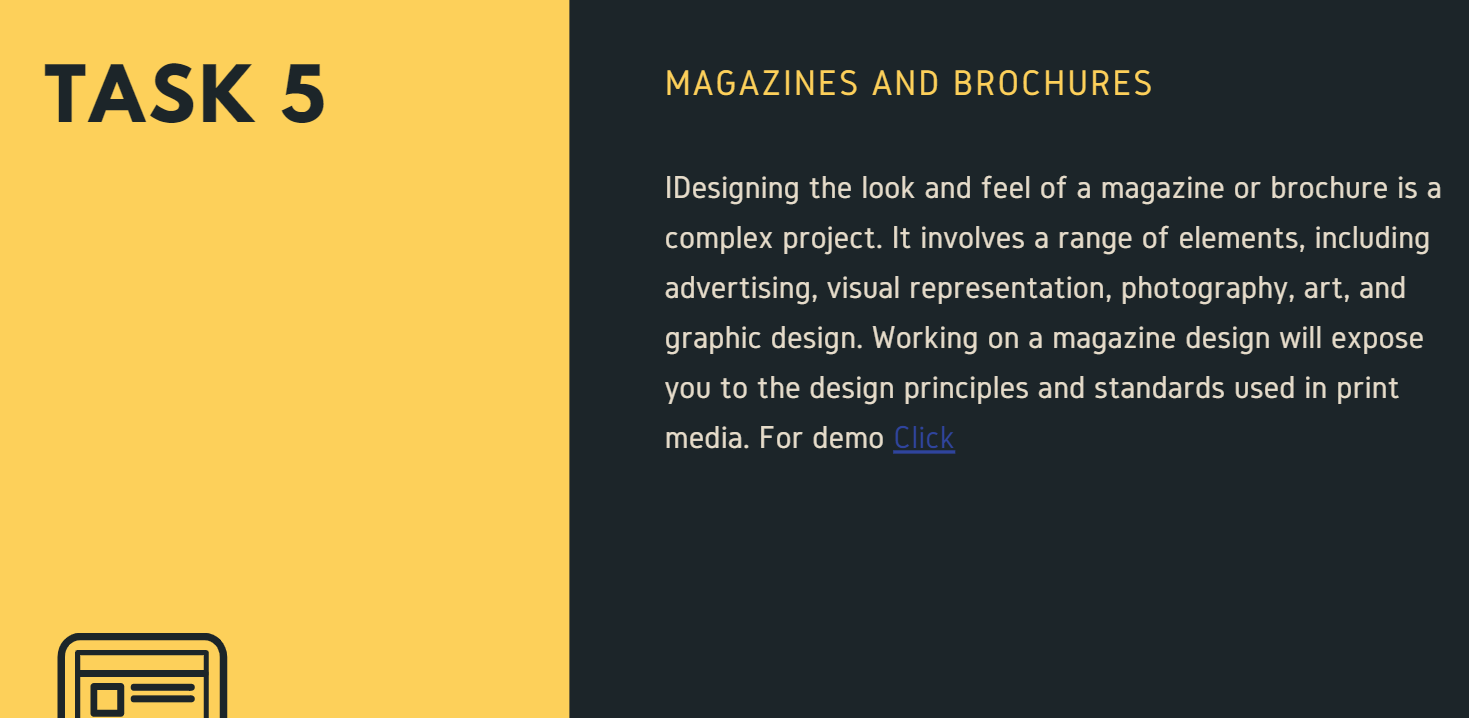 TASK 5
MAGAZINES AND BROCHURES
IDesigning the look and feel of a magazine or brochure is a
complex project. It involves a range of elements, including
advertising, visual representation, photography, art, and
graphic design. Working on a magazine design will expose
you to the design principles and standards used in print
media. For demo Click